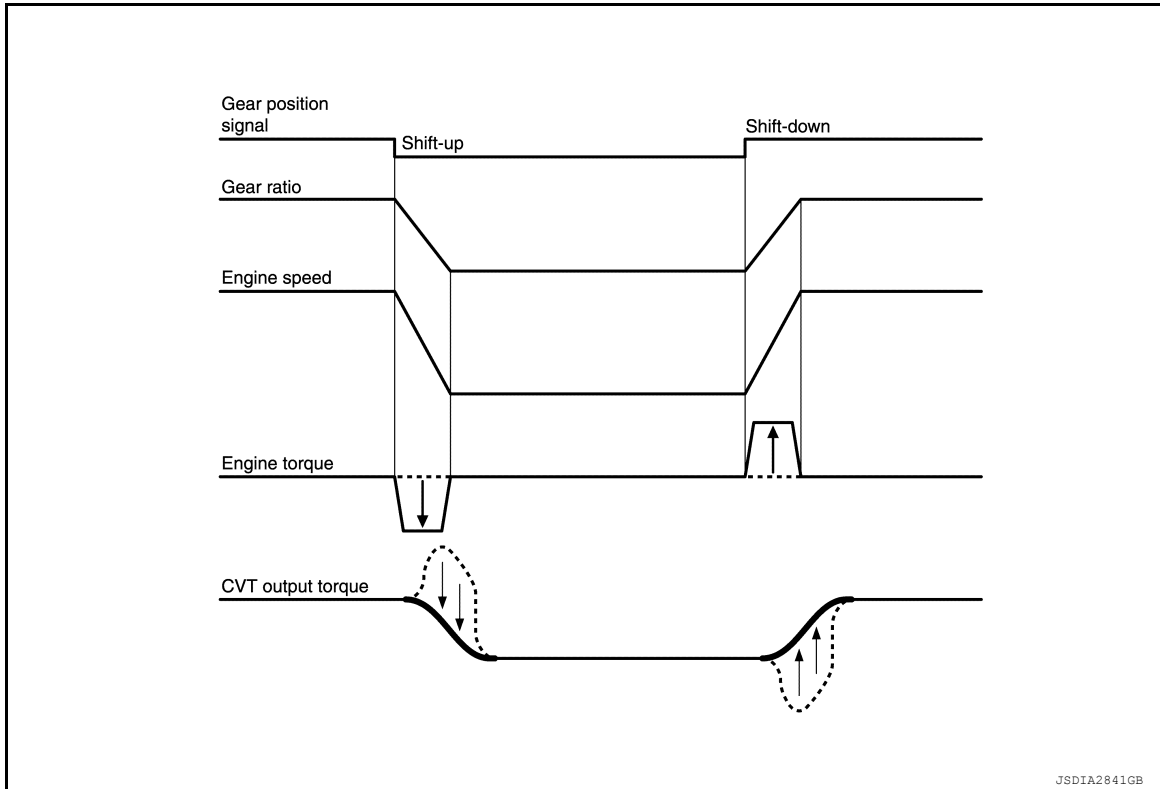 Gear position
signal
Shift-up
Shift-down
Gear ratio
Engine speed
Engine torque
CVT output torque
JSDIA2841GB